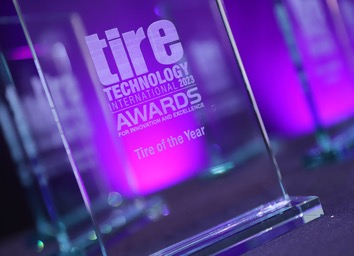 tire
TECHNOLOGY
INTERNATIONAL 2023
AWARDS
FOR INNOVATION AND EXCELLENCE
Tire of the Year